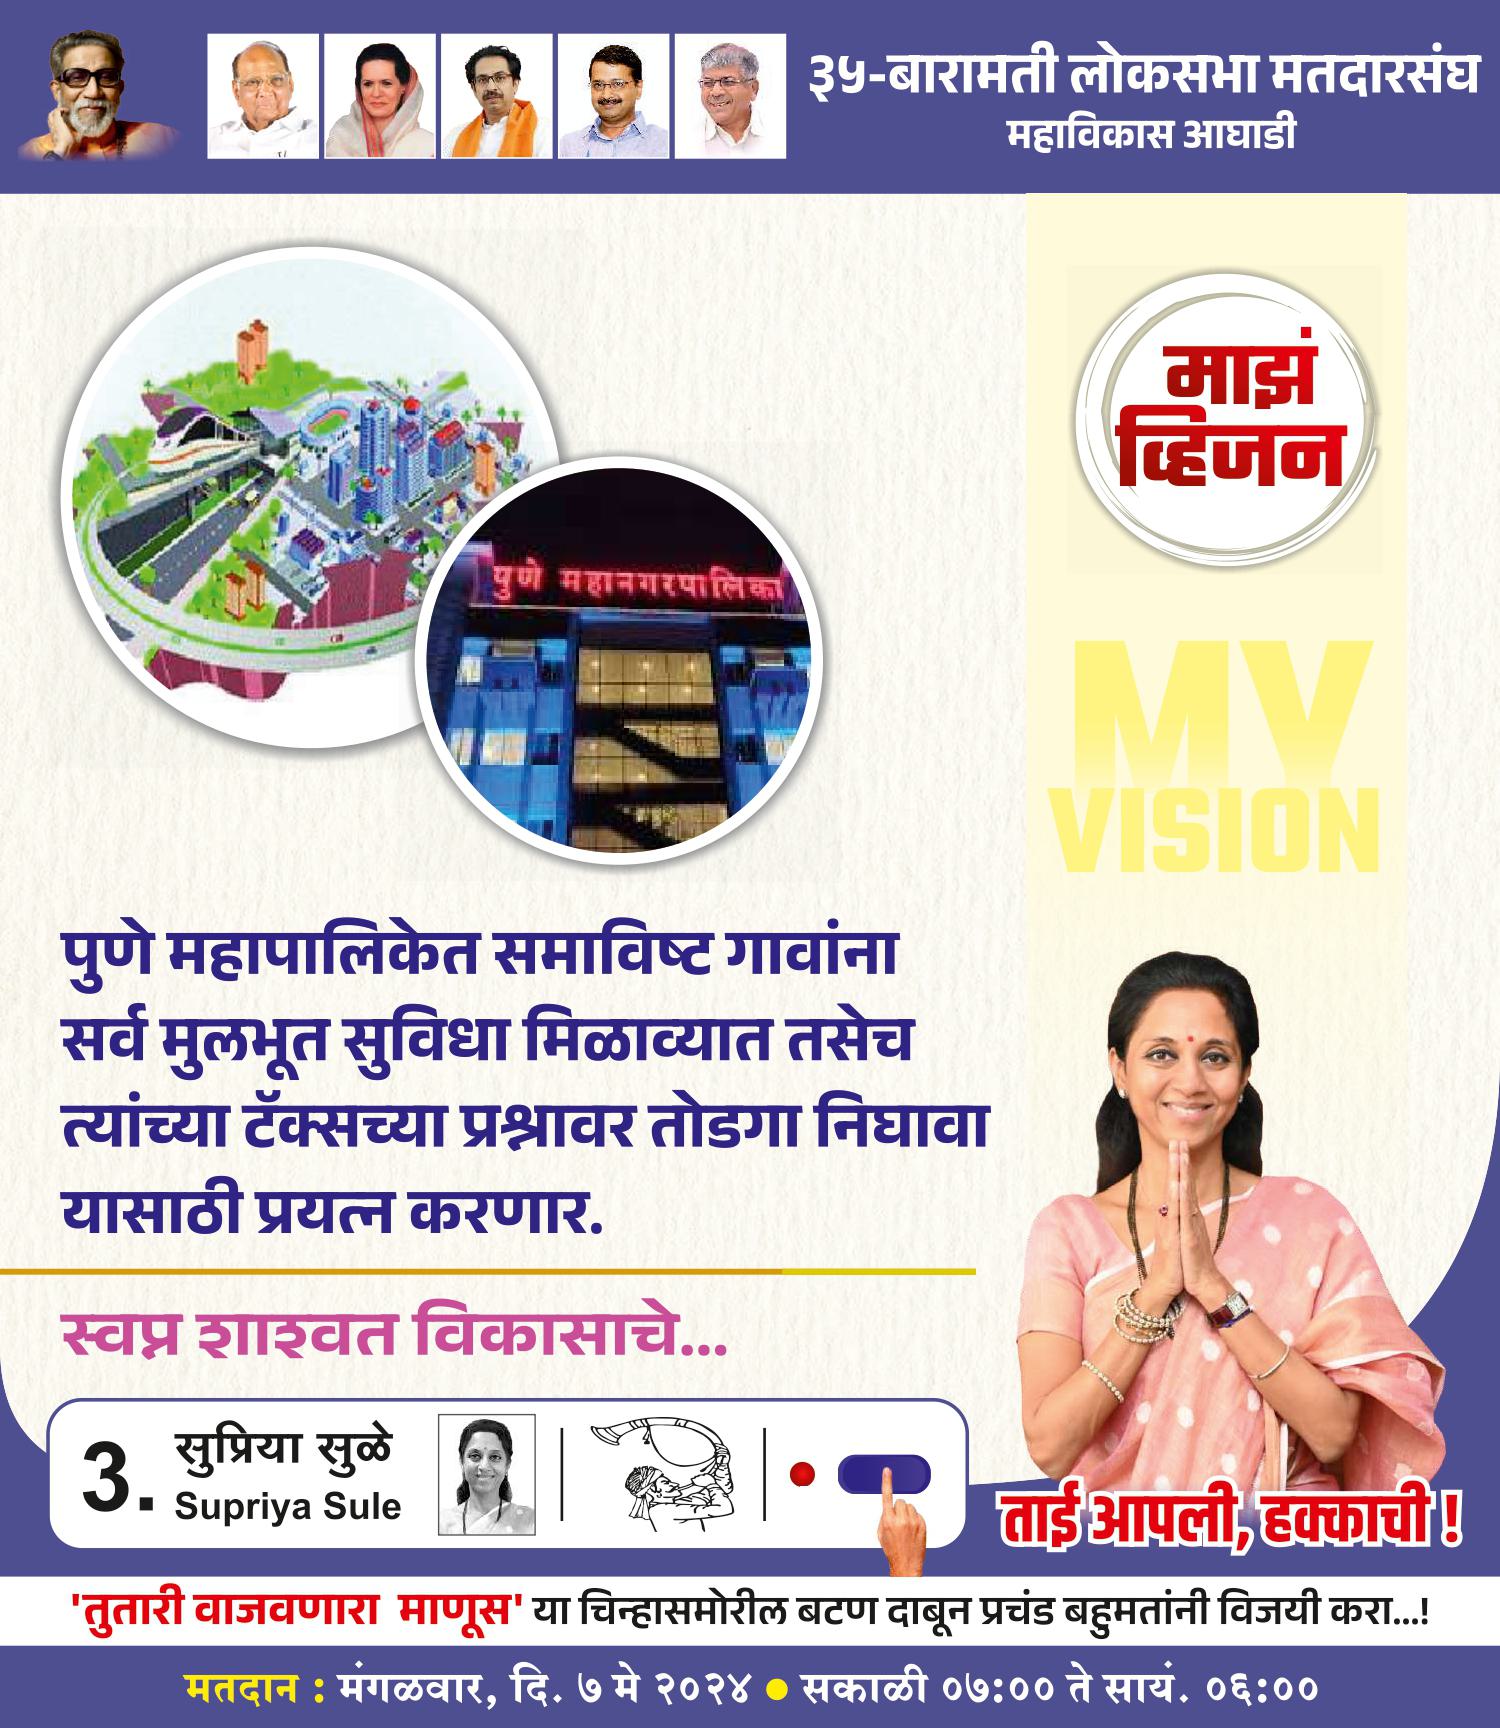 ३५-बारामती लोकसभा मतदारसंघ
महाविकास आघाडी
माझं
व्हिजन
पुणे महानगरपालिका
MY
VISION
पुणे महापालिकेत समाविष्ट गावांना
सर्व मुलभूत सुविधा मिळाव्यात तसेच
त्यांच्या टॅक्सच्या प्रश्नावर तोडगा निघावा
यासाठी प्रयत्न करणार.
स्वप्न शाश्वत विकासाचे...
3. सुप्रिया सुळे
Supriya Sule
ताई आपली, हक्काची !
'तुतारी वाजवणारा माणूस' या चिन्हासमोरील बटण दाबून प्रचंड बहुमतांनी विजयी करा...!
मतदान : मंगळवार, दि. ७ मे २०२४ ● सकाळी ०७:०० ते सायं. ०६:००